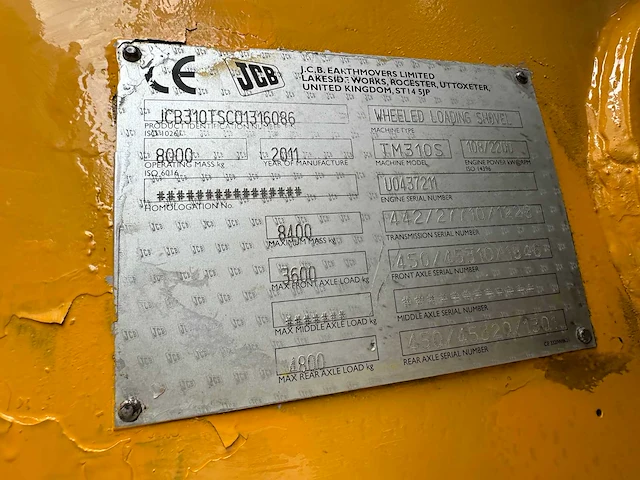 CE JCB
J.C.B. EARTHMOVERS LIMITED
LAKESIDE WORKS, ROCESTER, UTTOXETER,
UNITED KINGDOM, ST14 5JP
JCB310TSC01316086
PRODUCT IDENTIFICATION NUMBER
ISO 10261
WHEELED LOADING SHOVEL
MACHINE TYPE
8000
OPERATING MASS kg
ISO 6016
2011
YEAR OF MANUFACTURE
TM310S
MACHINE MODEL
108/2200
ENGINE POWER kW@RPM
ISO 14396
################
HOMOLOGATION No.
U0437211
ENGINE SERIAL NUMBER
8400
MAXIMUM MASS kg
TRANSMISSION SERIAL NUMBER
3600
MAX FRONT AXLE LOAD kg
FRONT AXLE SERIAL NUMBER
#######
MAX MIDDLE AXLE LOAD kg
MIDDLE AXLE SERIAL NUMBER
4800
MAX REAR AXLE LOAD kg
REAR AXLE SERIAL NUMBER